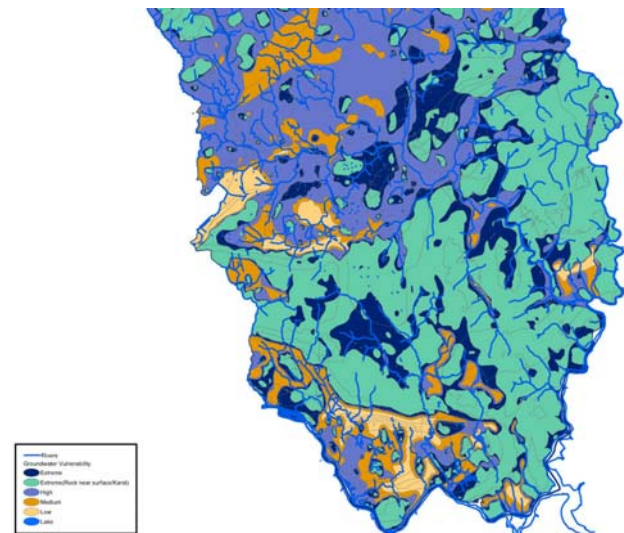 Rivers
Groundwater Vulnerability
Extreme
Extreme(Rock near surface/Karst)
High
Medium
Low
Lake